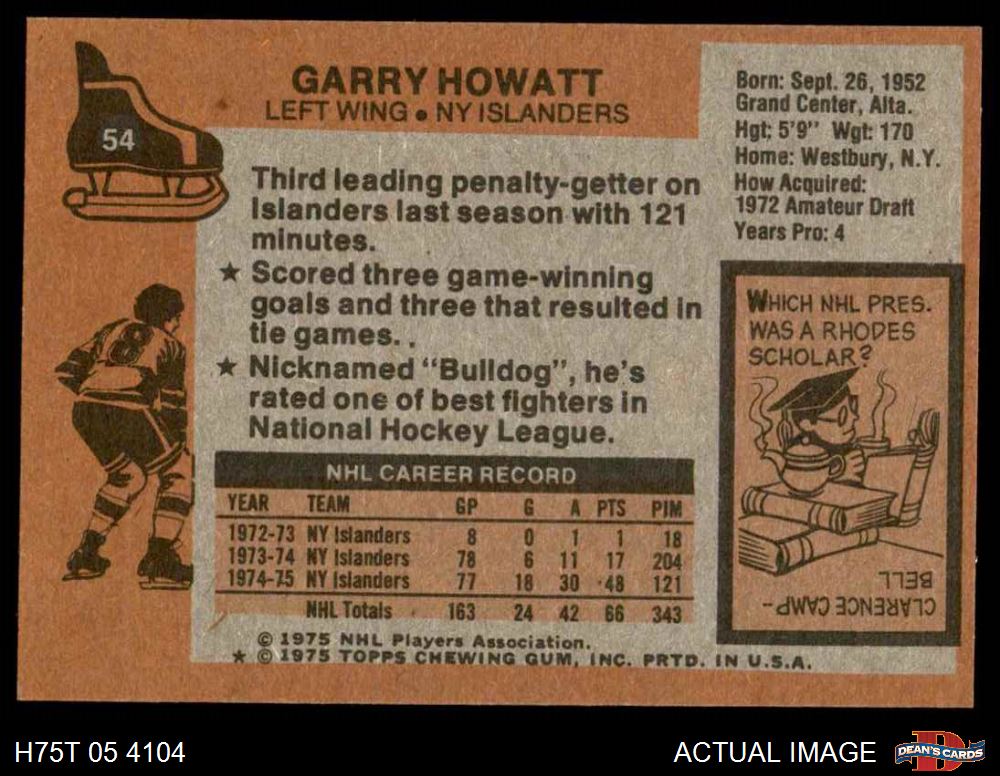 54
GARRY HOWATT
LEFT WING • NY ISLANDERS
Born: Sept. 26, 1952
Grand Center, Alta.
Hgt: 5'9" Wgt: 170
Home: Westbury, N.Y.
How Acquired:
1972 Amateur Draft
Years Pro: 4
Third leading penalty-getter on
Islanders last season with 121
minutes.
★ Scored three game-winning
goals and three that resulted in
tie games. .
★ Nicknamed "Bulldog", he's
rated one of best fighters in
National Hockey League.
8
WHICH NHL PRES.
WAS A RHODES
SCHOLAR?
CLARENCE CAMP-
BELL
NHL CAREER RECORD
YEAR TEAM GP G A PTS PIM
1972-73 NY Islanders 8 0 1 1 18
1973-74 NY Islanders 78 6 11 17 204
1974-75 NY Islanders 77 18 30 48 121
NHL Totals 163 24 42 66 343
© 1975 NHL Players Association.
★ © 1975 TOPPS CHEWING GUM, INC. PRTD. IN U.S.A.
H75T 05 4104
ACTUAL IMAGE
DEAN'S CARDS